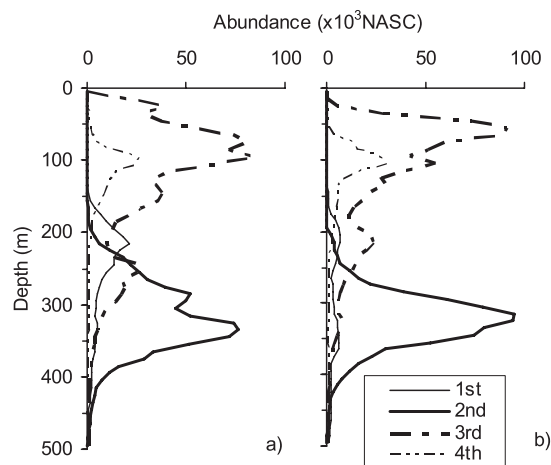 Abundance (x10³NASC)
0 50 100 0 50 100
0
100
200
300
400
500
Depth (m)
a)
1st
2nd
3rd
4th
b)